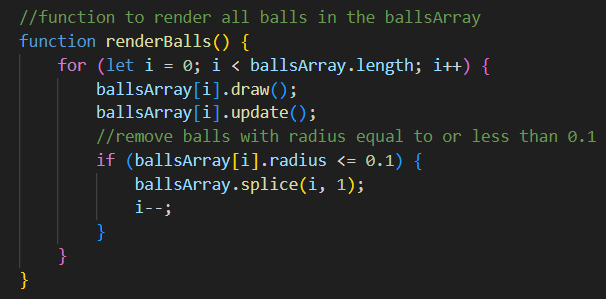 //function to render all balls in the ballsArray
function renderBalls() {
for (let i = 0; i < ballsArray.length; i++) {
ballsArray[i].draw();
ballsArray[i].update();
//remove balls with radius equal to or less than 0.1
if (ballsArray[i].radius <= 0.1) {
ballsArray.splice(i, 1);
i--;
}
}
}